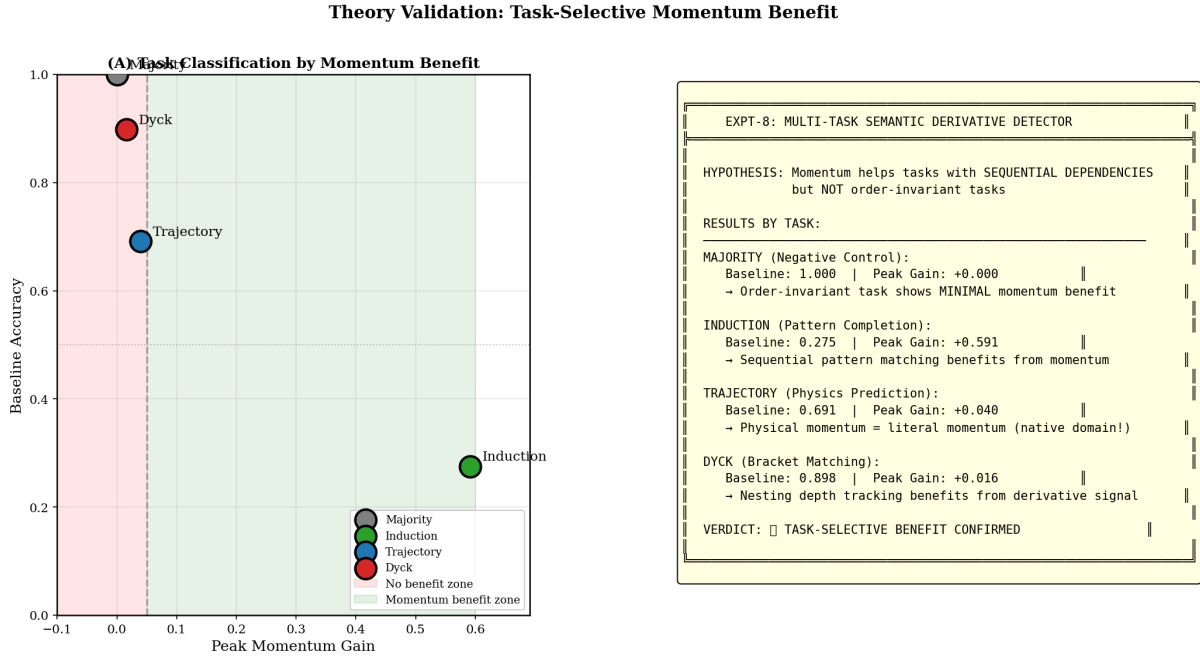 Theory Validation: Task-Selective Momentum Benefit
(A) Task Classification by Momentum Benefit
Majority
Dyck
Trajectory
Induction
1.0
0.8
0.6
0.4
0.2
0.0
Baseline Accuracy
−0.1 0.0 0.1 0.2 0.3 0.4 0.5 0.6
Peak Momentum Gain
Majority
Induction
Trajectory
Dyck
No benefit zone
Momentum benefit zone
EXPT-8: MULTI-TASK SEMANTIC DERIVATIVE DETECTOR
HYPOTHESIS: Momentum helps tasks with SEQUENTIAL DEPENDENCIES
but NOT order-invariant tasks
RESULTS BY TASK:
MAJORITY (Negative Control):
Baseline: 1.000 | Peak Gain: +0.000
→ Order-invariant task shows MINIMAL momentum benefit
INDUCTION (Pattern Completion):
Baseline: 0.275 | Peak Gain: +0.591
→ Sequential pattern matching benefits from momentum
TRAJECTORY (Physics Prediction):
Baseline: 0.691 | Peak Gain: +0.040
→ Physical momentum = literal momentum (native domain!)
DYCK (Bracket Matching):
Baseline: 0.898 | Peak Gain: +0.016
→ Nesting depth tracking benefits from derivative signal
VERDICT: TASK-SELECTIVE BENEFIT CONFIRMED